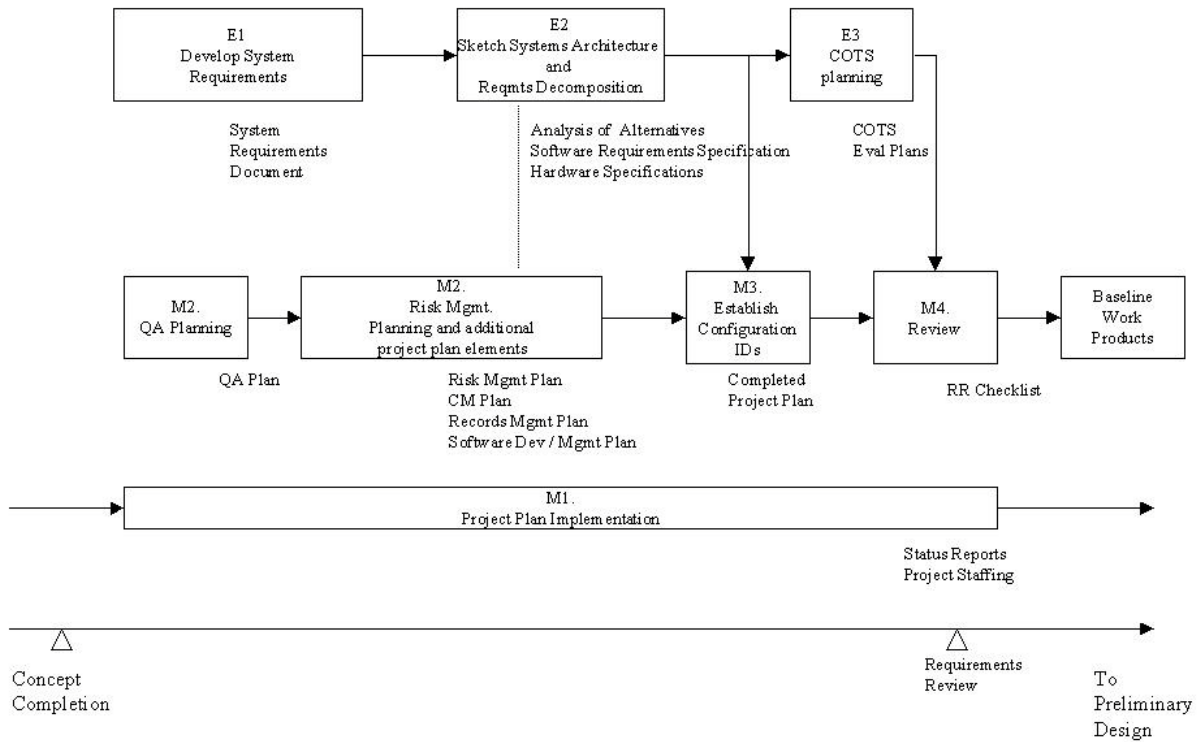 E1
Develop System
Requirements
E2
Sketch Systems Architecture
and
Reqmts Decomposition
E3
COTS
planning
System
Requirements
Document
Analysis of Alternatives
Software Requirements Specification
Hardware Specifications
COTS
Eval Plans
M2.
QA Planning
M2.
Risk Mgmt.
Planning and additional
project plan elements
M3.
Establish
Configuration
IDs
M4.
Review
Baseline
Work
Products
QA Plan
Risk Mgmt Plan
CM Plan
Records Mgmt Plan
Software Dev / Mgmt Plan
Completed
Project Plan
RR Checklist
M1.
Project Plan Implementation
Status Reports
Project Staffing
Concept
Completion
Requirements
Review
To
Preliminary
Design